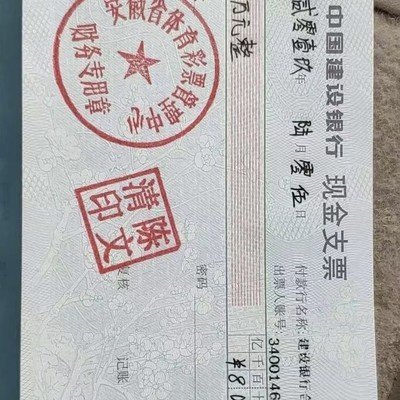 中国建设银行 现金支票
贰零壹玖年 陆月零伍日
付款行名称:建设银行合
出票人账号:3400146
万元整
亿千百十
¥8
密码
徽省体育彩票管理中
财务专用章
陈文清印
复核 记账